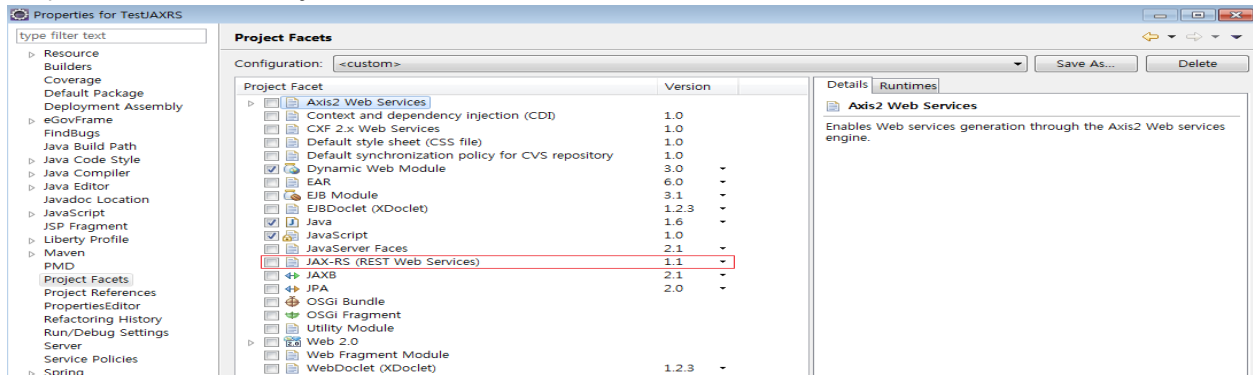 Properties for TestJAXRS
type filter text
Resource
Builders
Coverage
Default Package
Deployment Assembly
eGovFrame
FindBugs
Java Build Path
Java Code Style
Java Compiler
Java Editor
Javadoc Location
JavaScript
JSP Fragment
Liberty Profile
Maven
PMD
Project Facets
Project References
PropertiesEditor
Refactoring History
Run/Debug Settings
Server
Service Policies
Spring
Project Facets
Configuration: <custom> Save As... Delete
Project Facet Version
Axis2 Web Services
Context and dependency injection (CDI) 1.0
CXF 2.x Web Services 1.0
Default style sheet (CSS file) 1.0
Default synchronization policy for CVS repository 1.0
Dynamic Web Module 3.0
EAR 6.0
EJB Module 3.1
EJBDoclet (XDoclet) 1.2.3
Java 1.6
JavaScript 1.0
JavaServer Faces 2.1
JAX-RS (REST Web Services) 1.1
JAXB 2.1
JPA 2.0
OSGi Bundle
OSGi Fragment
Utility Module
Web 2.0
Web Fragment Module
WebDoclet (XDoclet) 1.2.3
Details Runtimes
Axis2 Web Services
Enables Web services generation through the Axis2 Web services
engine.